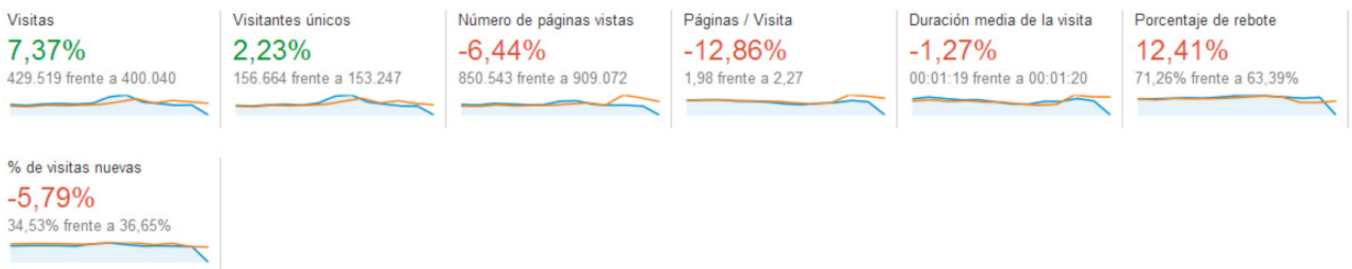 Visitas
7,37%
429.519 frente a 400.040
Visitantes únicos
2,23%
156.664 frente a 153.247
Número de páginas vistas
-6,44%
850.543 frente a 909.072
Páginas / Visita
-12,86%
1,98 frente a 2,27
Duración media de la visita
-1,27%
00:01:19 frente a 00:01:20
Porcentaje de rebote
12,41%
71,26% frente a 63,39%
% de visitas nuevas
-5,79%
34,53% frente a 36,65%